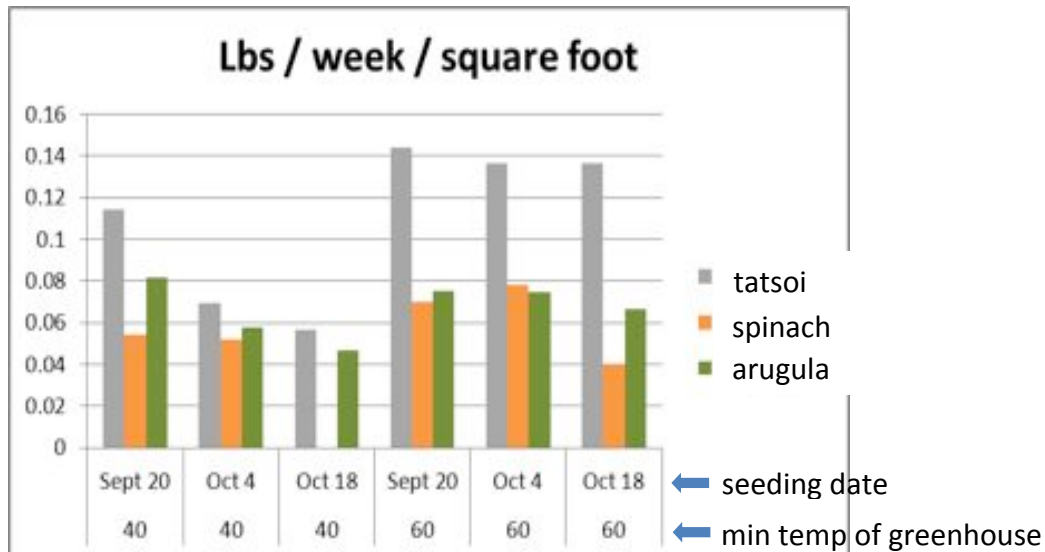 Lbs / week / square foot
0.16
0.14
0.12
0.1
0.08
0.06
0.04
0.02
0
tatsoi
spinach
arugula
Sept 20 Oct 4 Oct 18 Sept 20 Oct 4 Oct 18 seeding date
40 40 40 60 60 60 min temp of greenhouse